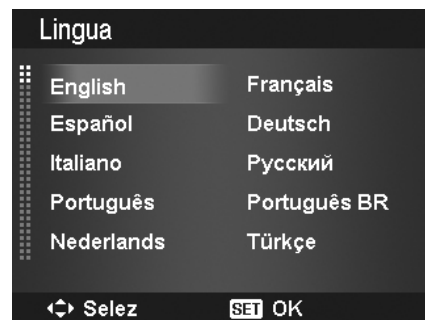 Lingua
English Français
Español Deutsch
Italiano Русский
Português Português BR
Nederlands Türkçe
Selez SET OK